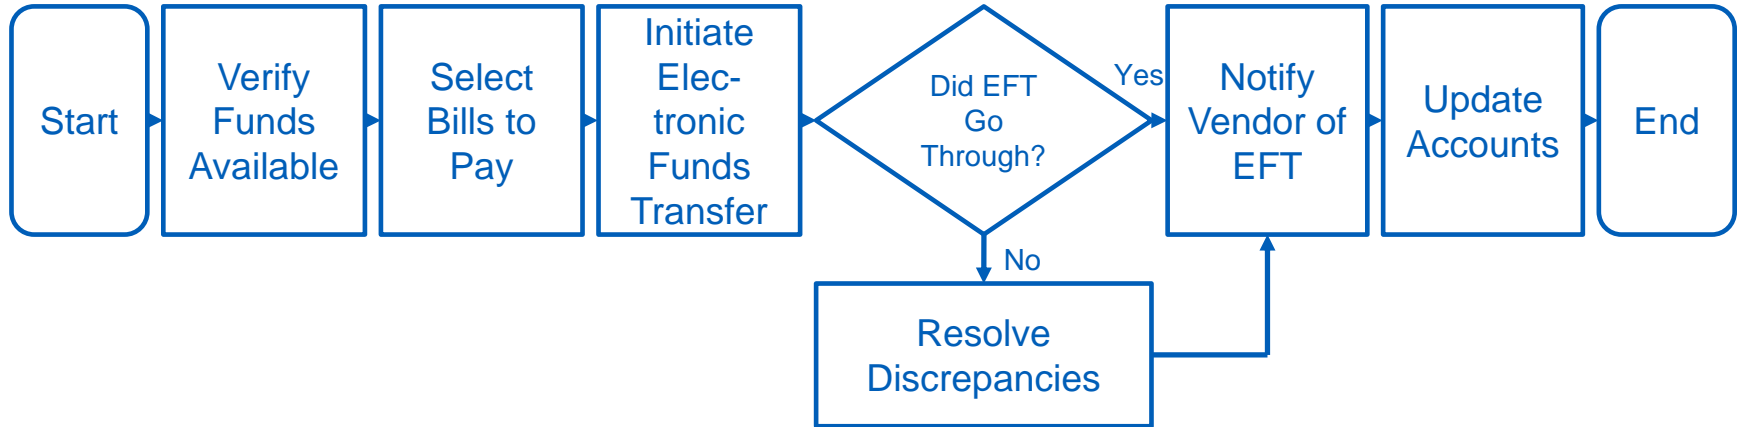 Start
Verify
Funds
Available
Select
Bills to
Pay
Initiate
Elec-
tronic
Funds
Transfer
Did EFT
Go
Through?
Yes
No
Resolve
Discrepancies
Notify
Vendor of
EFT
Update
Accounts
End